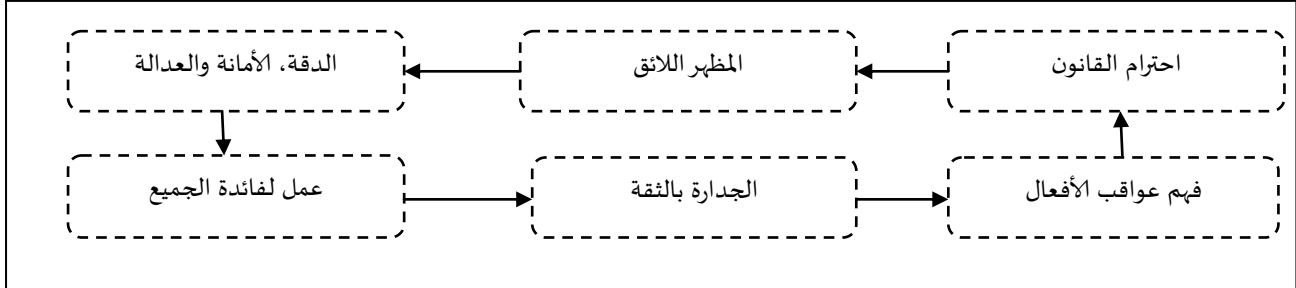 احترام القانون
المظهر اللائق
الدقة، الأمانة والعدالة
فهم عواقب الأفعال
الجدارة بالثقة
عمل لفائدة الجميع